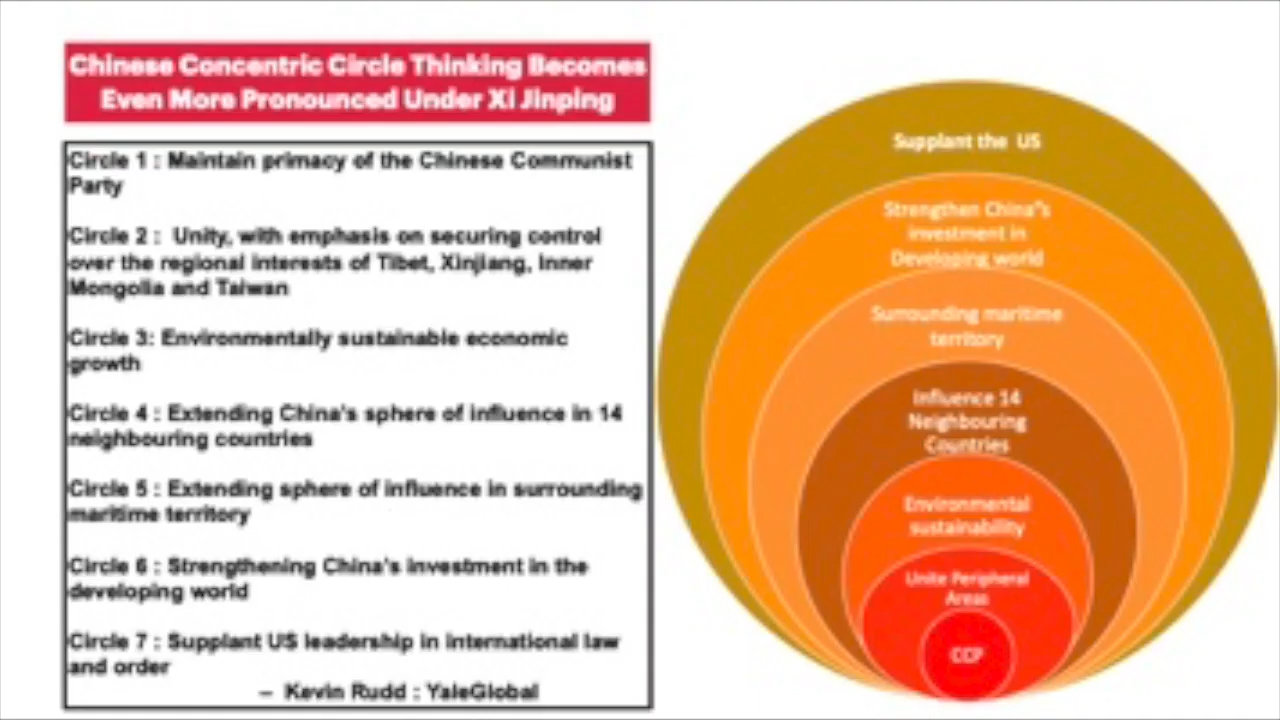 Chinese Concentric Circle Thinking Becomes
Even More Pronounced Under Xi Jinping
Circle 1 : Maintain primacy of the Chinese Communist
Party
Circle 2 : Unity, with emphasis on securing control
over the regional interests of Tibet, Xinjiang, Inner
Mongolia and Taiwan
Circle 3: Environmentally sustainable economic
growth
Circle 4 : Extending China's sphere of influence in 14
neighbouring countries
Circle 5 : Extending sphere of influence in surrounding
maritime territory
Circle 6 : Strengthening China's investment in the
developing world
Circle 7 : Supplant US leadership in international law
and order
– Kevin Rudd : YaleGlobal
Supplant the US
Strengthen China"s
investment in
Developing world
Surrounding maritime
territory
Influence 14
Neighbouring
Countries
Environmental
sustainability
Unite Peripheral
Areas
CCP